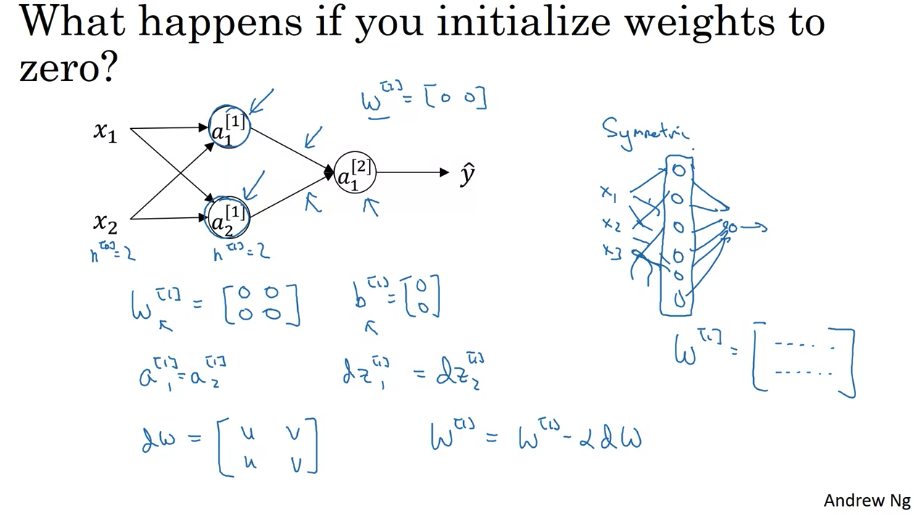 What happens if you initialize weights to
zero?
w^[2] = [0 0]
x₁
a₁^[1]
x₂
a₂^[1]
a₁^[2]
ŷ
n^[0]=2
n^[1]=2
Symmetric
x₁
x₂
x₃
W^[1] = [0 0
0 0]
b^[1] = [0
0]
W^[1] = [- - - - -
- - - - -]
a₁^[1] = a₂^[1]
dz₁^[1] = dz₂^[1]
dW = [u v
u v]
W^[1] = W^[1] - αdW
Andrew Ng